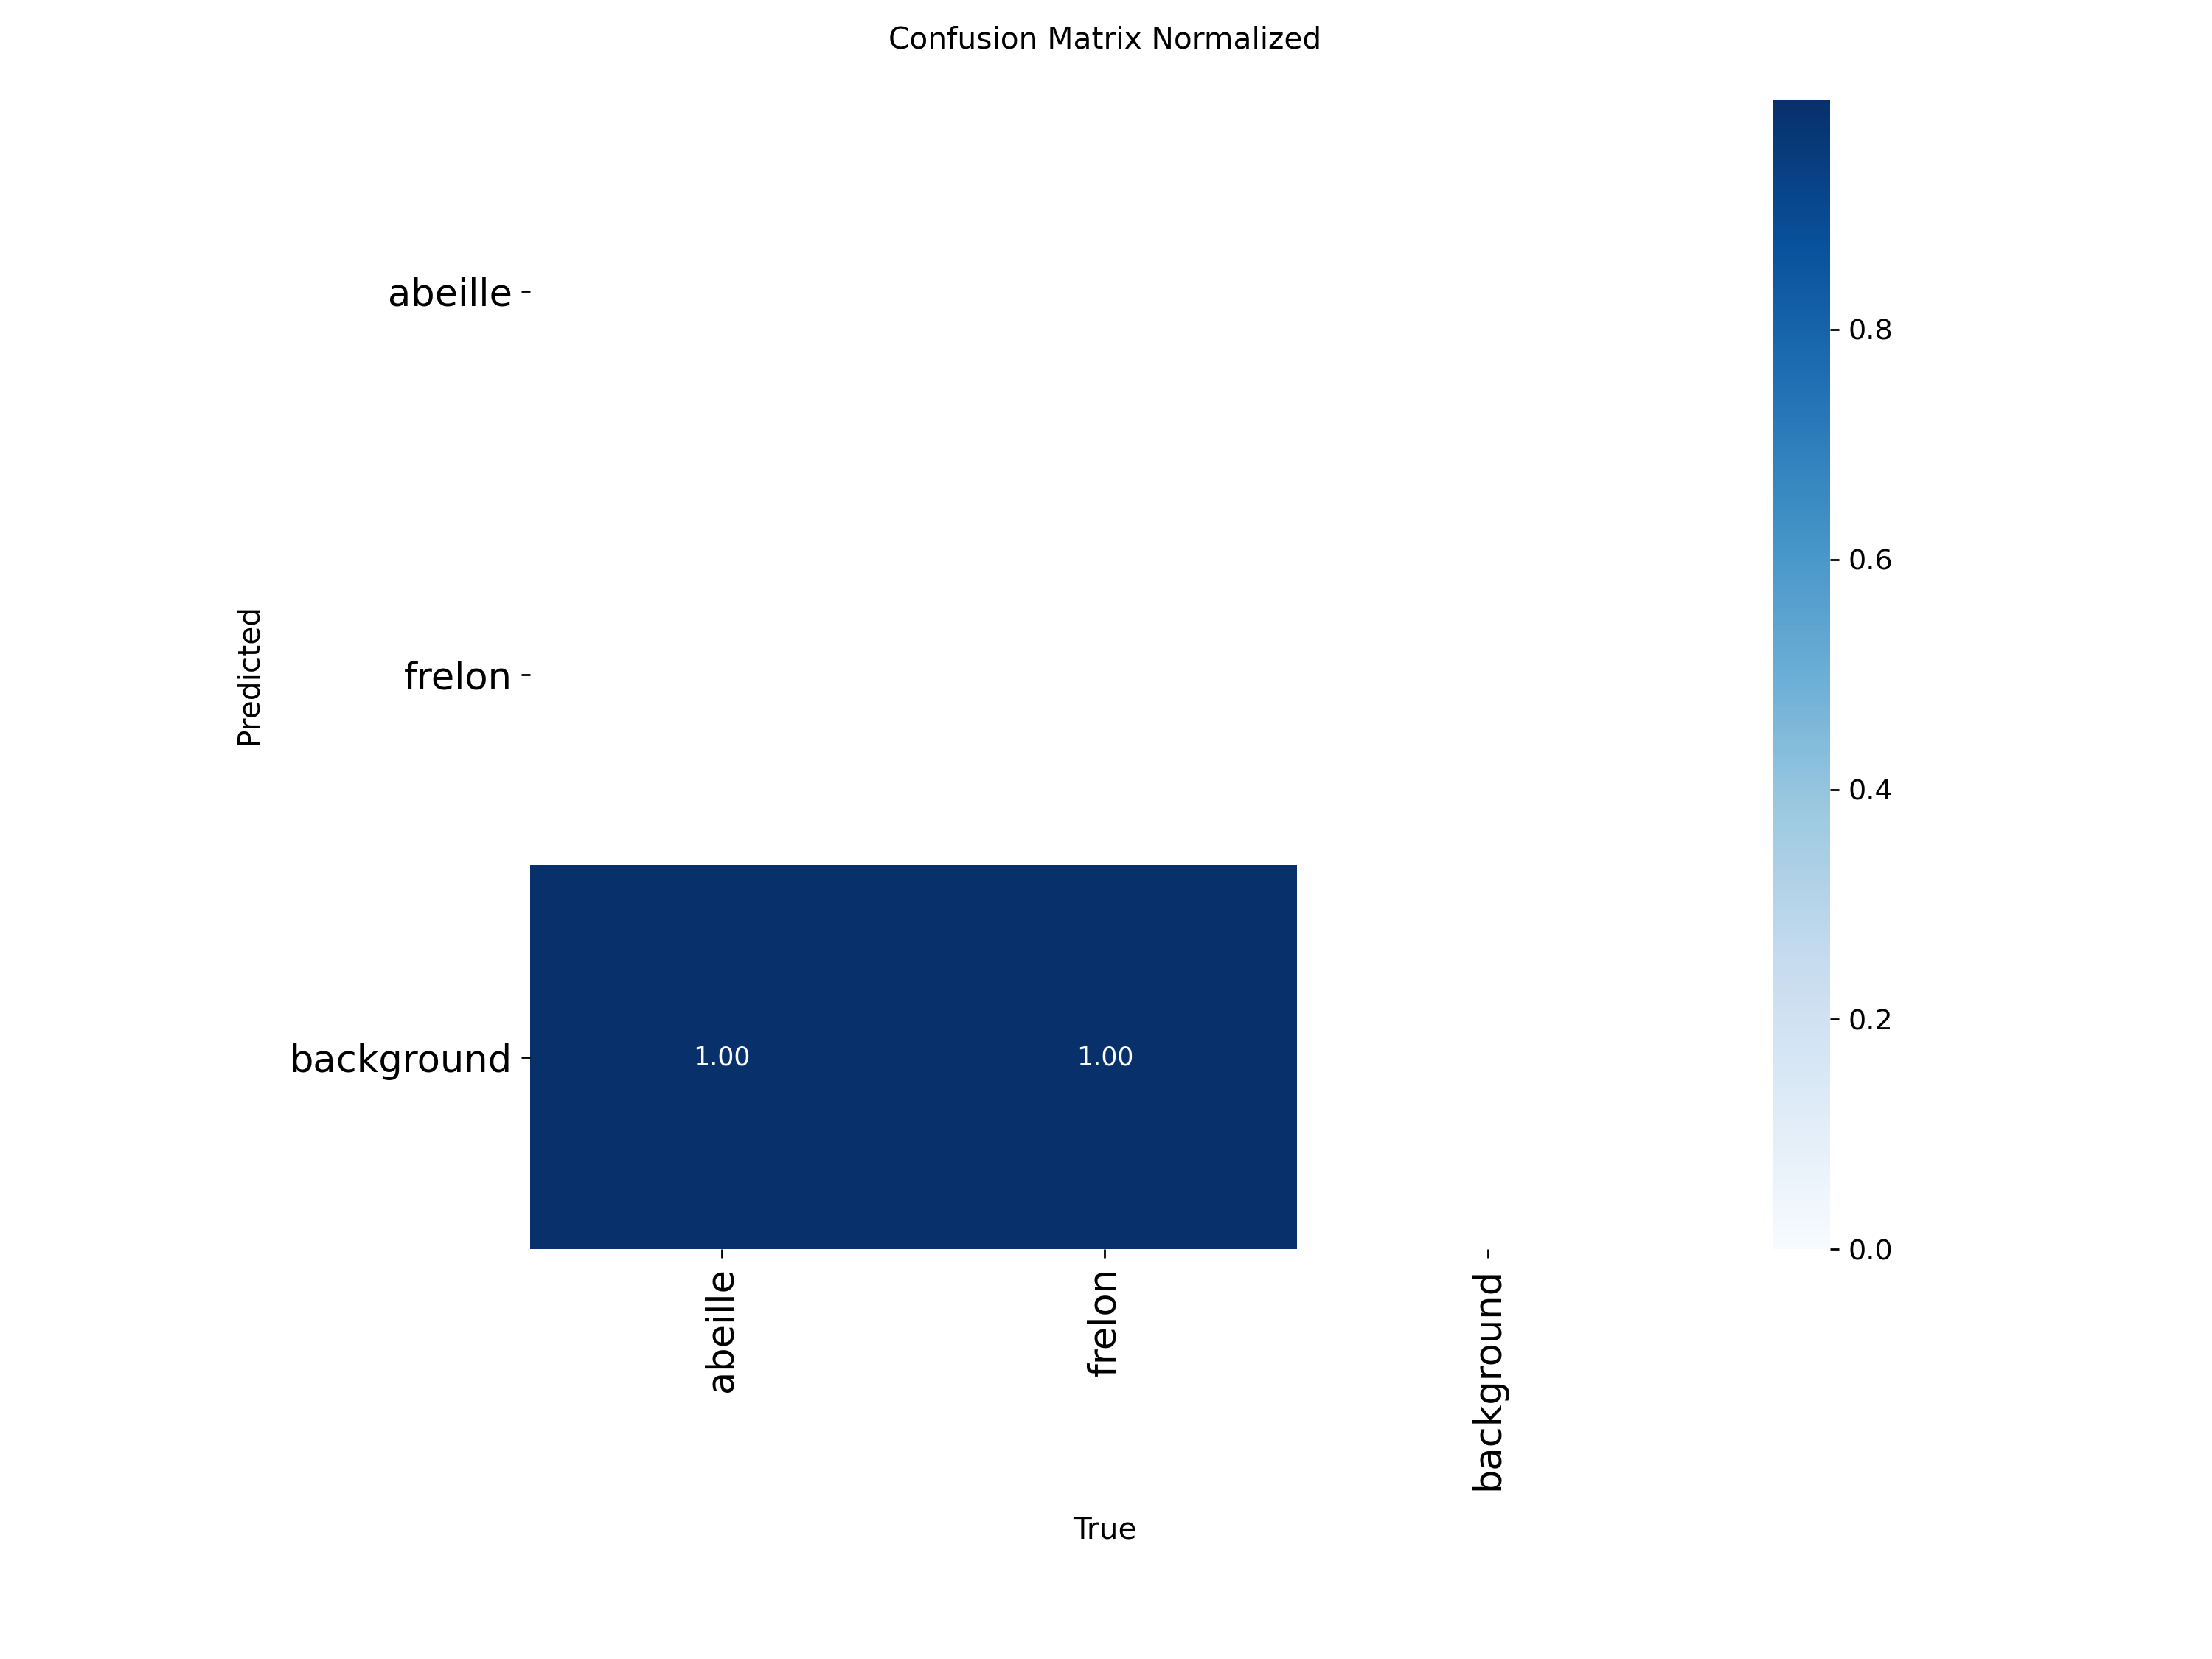 Confusion Matrix Normalized
abeille
frelon
background
Predicted
1.00 1.00
abeille
frelon
background
True
0.8
0.6
0.4
0.2
0.0